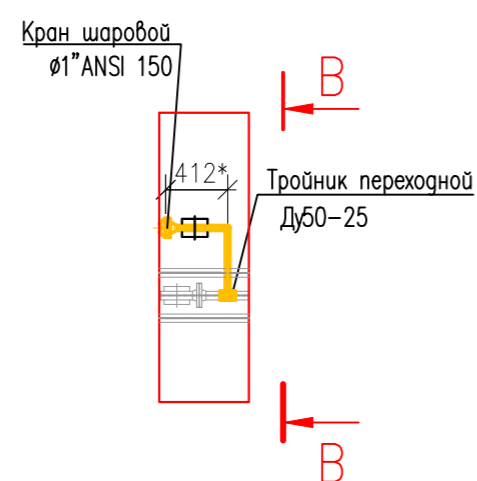 Кран шаровой
ø1"ANSI 150
B
412*
Тройник переходной
Ду50-25
B